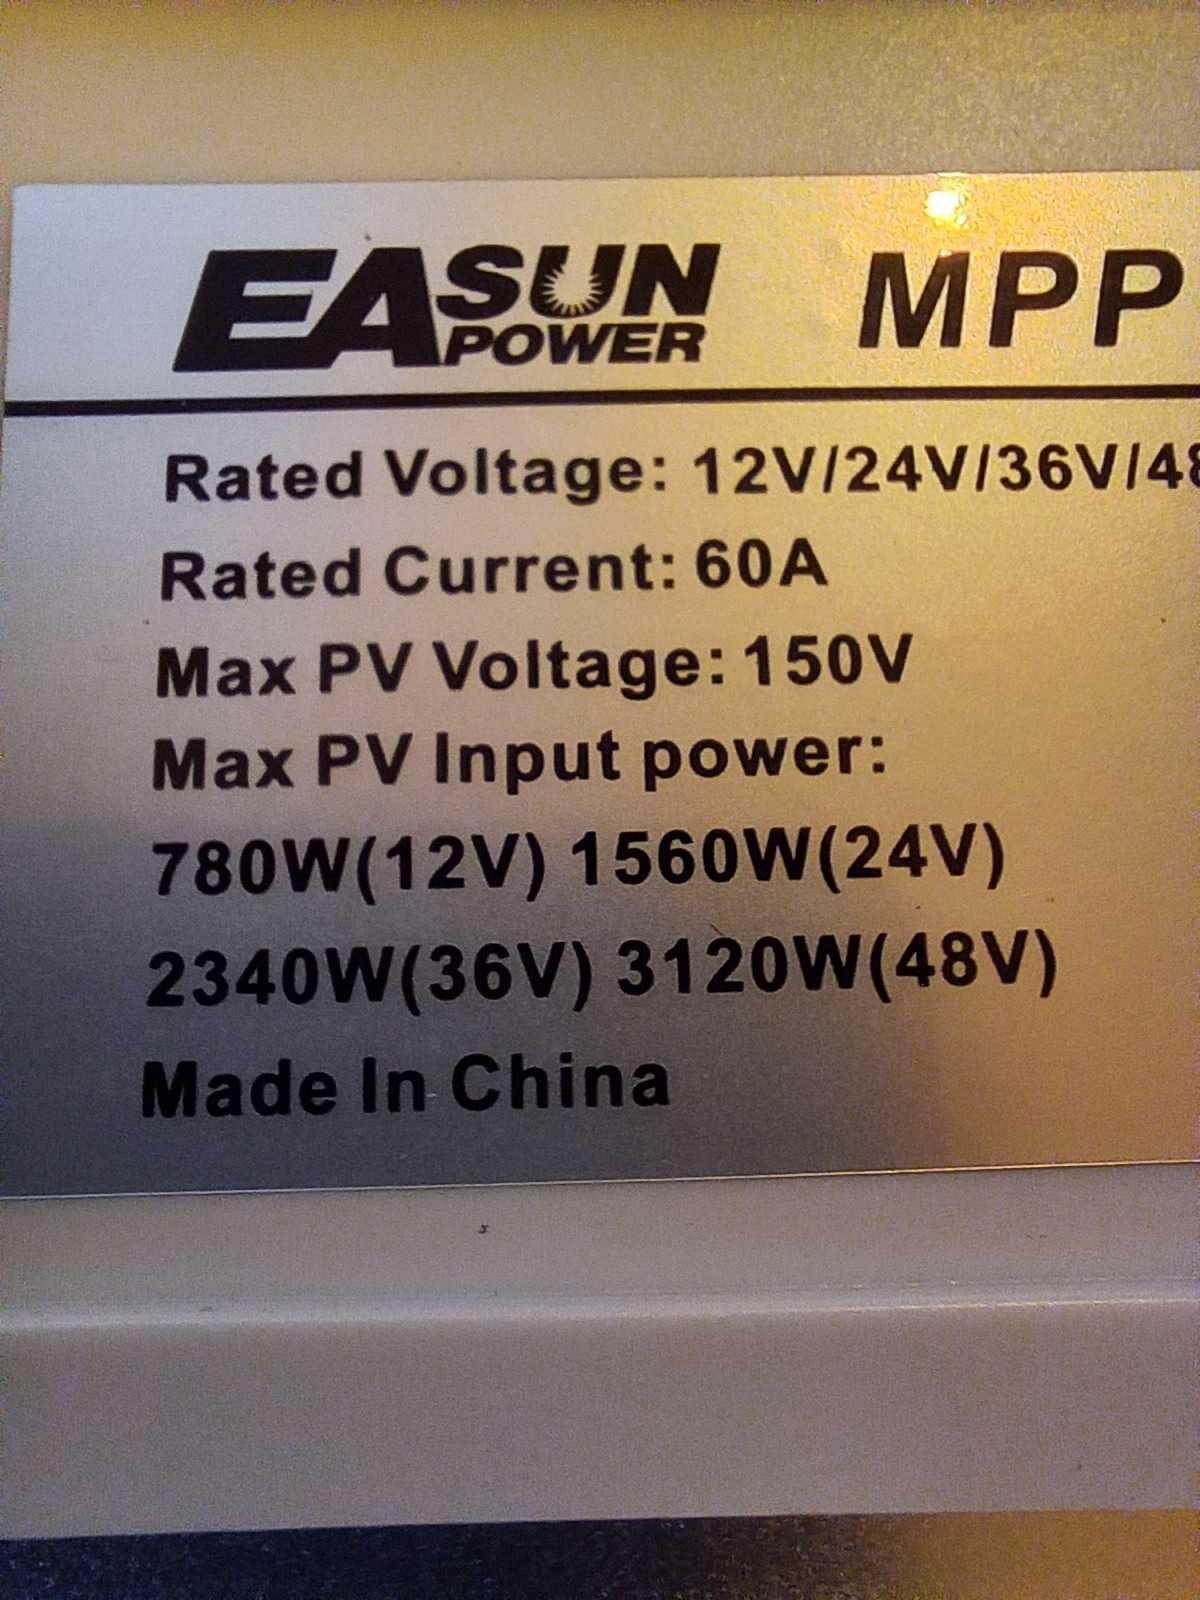 EASUN POWER MPP
Rated Voltage: 12V/24V/36V/48
Rated Current: 60A
Max PV Voltage: 150V
Max PV Input power:
780W(12V) 1560W(24V)
2340W(36V) 3120W(48V)
Made In China